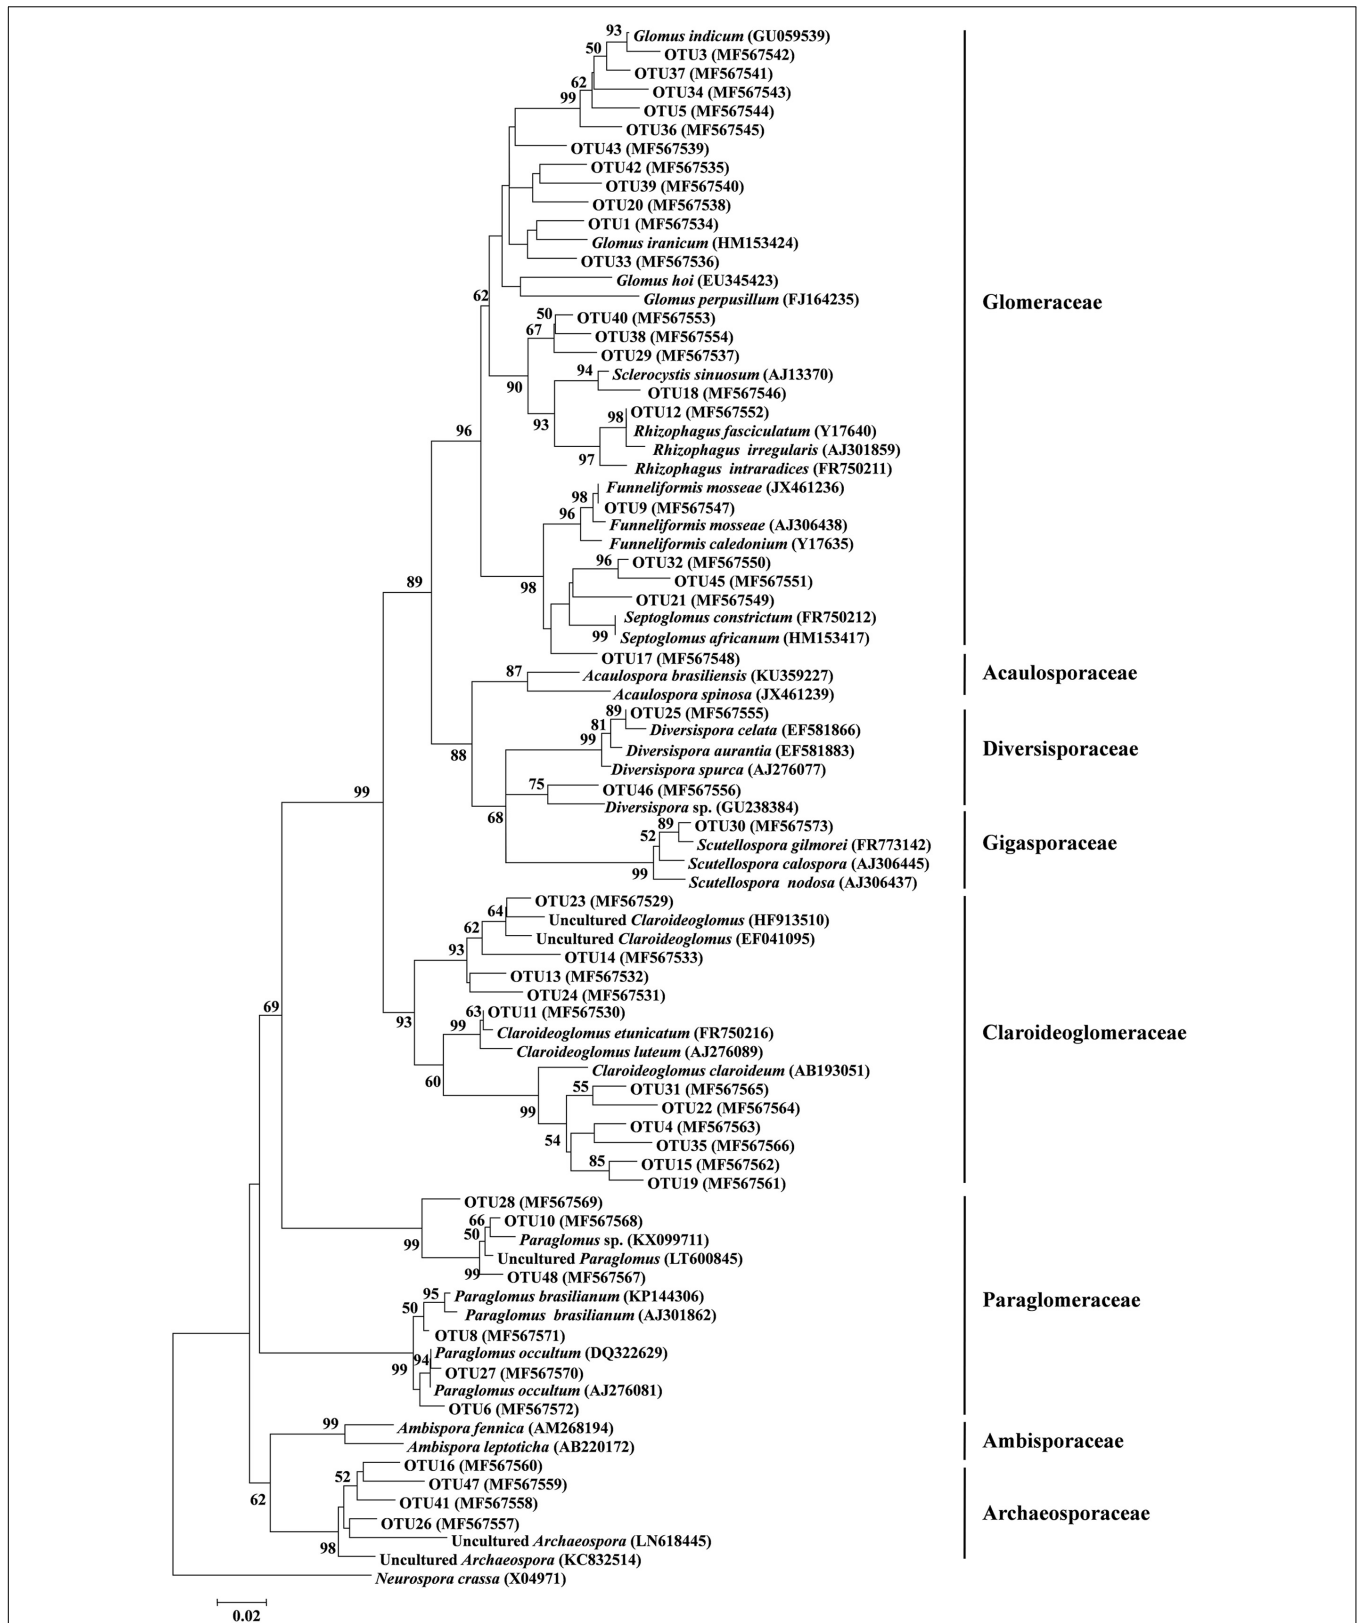 93
Glomus indicum (GU059539)
50
OTU3 (MF567542)
OTU37 (MF567541)
62
OTU34 (MF567543)
99
OTU5 (MF567544)
OTU36 (MF567545)
OTU43 (MF567539)
OTU42 (MF567535)
OTU39 (MF567540)
OTU20 (MF567538)
OTU1 (MF567534)
Glomus iranicum (HM153424)
OTU33 (MF567536)
Glomus hoi (EU345423)
62
Glomus perpusillum (FJ164235)
Glomeraceae
50
OTU40 (MF567553)
67
OTU38 (MF567554)
OTU29 (MF567537)
94
Sclerocystis sinuosum (AJ13370)
90
OTU18 (MF567546)
98
OTU12 (MF567552)
93
96
Rhizophagus fasciculatum (Y17640)
Rhizophagus irregularis (AJ301859)
97
Rhizophagus intraradices (FR750211)
Funneliformis mosseae (JX461236)
98
OTU9 (MF567547)
96
Funneliformis mosseae (AJ306438)
Funneliformis caledonium (Y17635)
96
OTU32 (MF567550)
89
98
OTU45 (MF567551)
OTU21 (MF567549)
Septoglomus constrictum (FR750212)
99
Septoglomus africanum (HM153417)
OTU17 (MF567548)
87
Acaulospora brasiliensis (KU359227)
Acaulosporaceae
Acaulospora spinosa (JX461239)
89
OTU25 (MF567555)
81
Diversispora celata (EF581866)
99
88
Diversispora aurantia (EF581883)
Diversisporaceae
Diversispora spurca (AJ276077)
75
99
OTU46 (MF567556)
Diversispora sp. (GU238384)
68
89
OTU30 (MF567573)
52
Scutellospora gilmorei (FR773142)
Gigasporaceae
Scutellospora calospora (AJ306445)
99
Scutellospora nodosa (AJ306437)
OTU23 (MF567529)
64
Uncultured Claroideoglomus (HF913510)
62
Uncultured Claroideoglomus (EF041095)
93
OTU14 (MF567533)
OTU13 (MF567532)
OTU24 (MF567531)
69
63
OTU11 (MF567530)
93
99
Claroideoglomus etunicatum (FR750216)
Claroideoglomeraceae
Claroideoglomus luteum (AJ276089)
Claroideoglomus claroideum (AB193051)
60
55
OTU31 (MF567565)
OTU22 (MF567564)
99
OTU4 (MF567563)
54
OTU35 (MF567566)
85
OTU15 (MF567562)
OTU19 (MF567561)
OTU28 (MF567569)
66
OTU10 (MF567568)
50
99
Paraglomus sp. (KX099711)
Uncultured Paraglomus (LT600845)
99
OTU48 (MF567567)
95
Paraglomus brasilianum (KP144306)
Paraglomeraceae
50
Paraglomus brasilianum (AJ301862)
OTU8 (MF567571)
Paraglomus occultum (DQ322629)
94
99
OTU27 (MF567570)
Paraglomus occultum (AJ276081)
OTU6 (MF567572)
99
Ambispora fennica (AM268194)
Ambisporaceae
Ambispora leptoticha (AB220172)
OTU16 (MF567560)
52
OTU47 (MF567559)
62
OTU41 (MF567558)
Archaeosporaceae
OTU26 (MF567557)
Uncultured Archaeospora (LN618445)
98
Uncultured Archaeospora (KC832514)
Neurospora crassa (X04971)
0.02